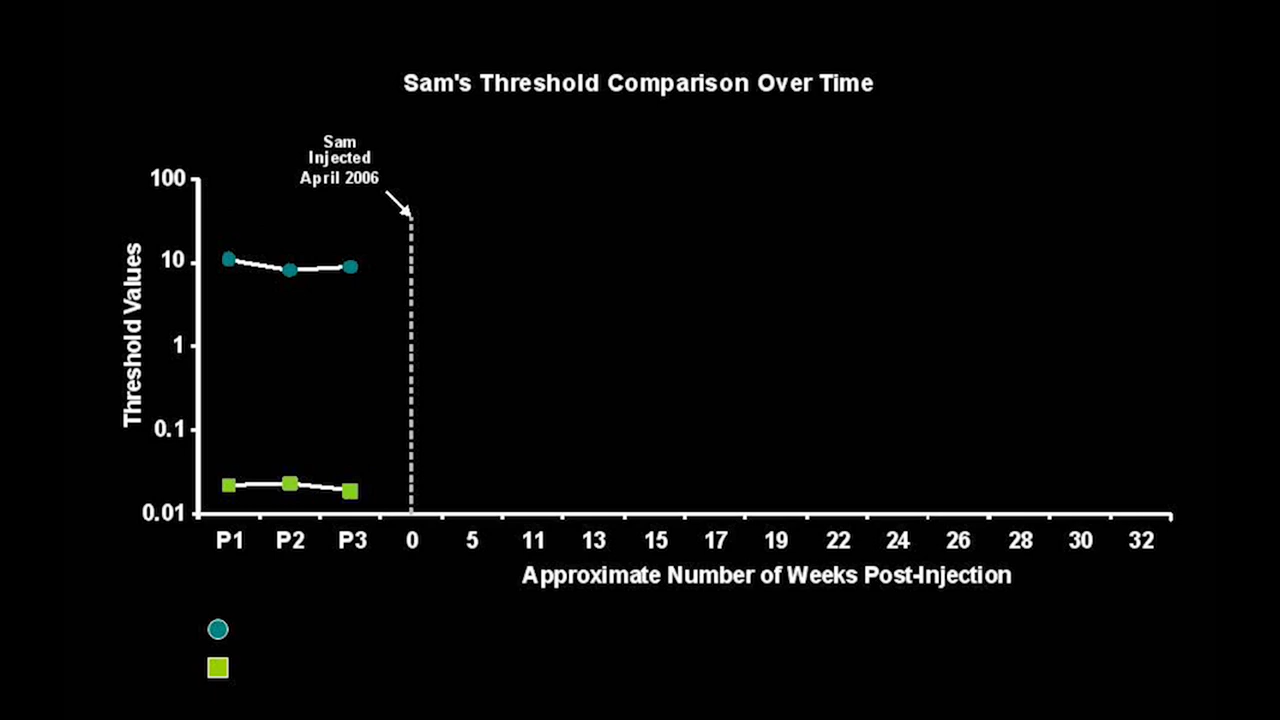 Sam's Threshold Comparison Over Time
Sam
Injected
April 2006
100
10
1
0.1
0.01
Threshold Values
P1 P2 P3 0 5 11 13 15 17 19 22 24 26 28 30 32
Approximate Number of Weeks Post-Injection